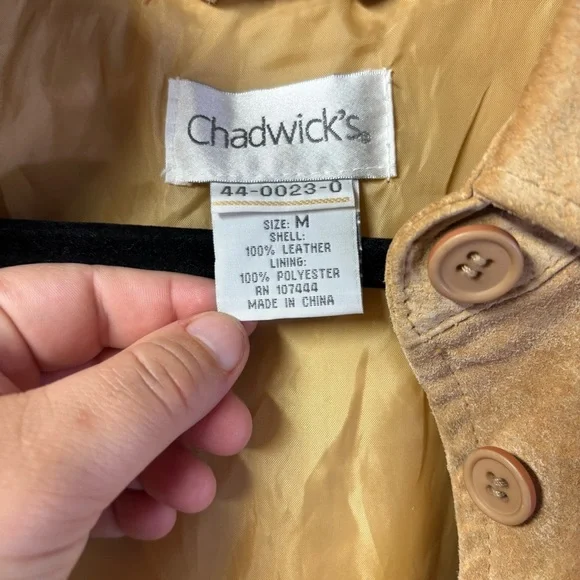 Chadwick's
44-0023-0
SIZE: M
SHELL:
100% LEATHER
LINING:
100% POLYESTER
RN 107444
MADE IN CHINA